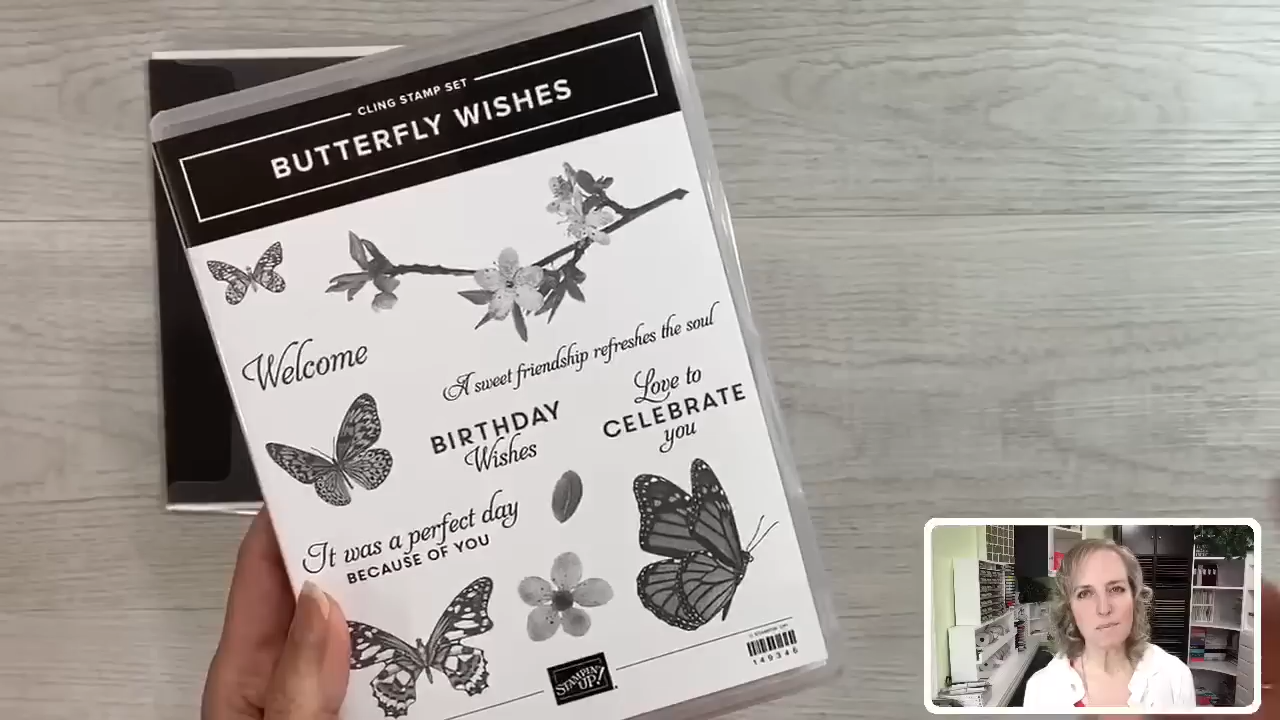 CLING STAMP SET
BUTTERFLY WISHES
Welcome
A sweet friendship refreshes the soul
BIRTHDAY
Wishes
Love to
CELEBRATE
you
It was a perfect day
BECAUSE OF YOU
STAMPIN' UP!
149346